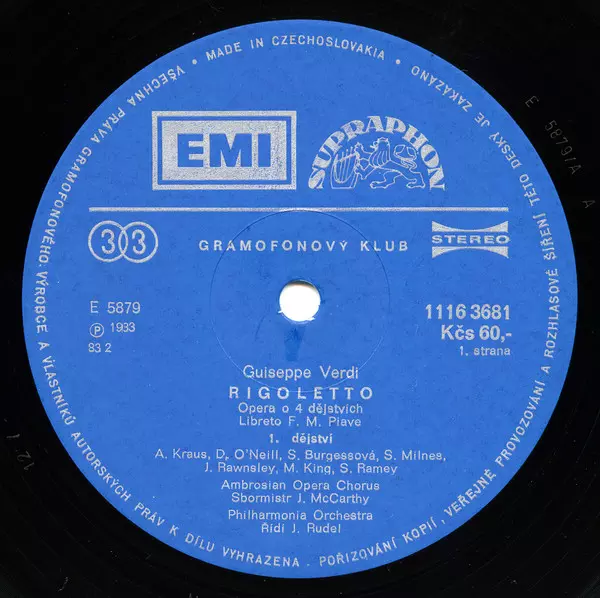 VŠECHNA PRÁVA GRAMOFONOVÉHO VÝROBCE A VLASTNÍKŮ AUTORSKÝCH PRÁV K DÍLU VYHRAZENA · POŘIZOVÁNÍ KOPIÍ, VEŘEJNÉ PROVOZOVÁNÍ A ROZHLASOVÉ ŠÍŘENÍ TÉTO DESKY JE ZAKÁZÁNO · MADE IN CZECHOSLOVAKIA ·
EMI
SUPRAPHON
33
GRAMOFONOVÝ KLUB
STEREO
E 5879
Ⓟ 1983
83 2
1116 3681
Kčs 60,-
1. strana
Guiseppe Verdi
RIGOLETTO
Opera o 4 dějstvích
Libreto F. M. Piave
1. dějství
A. Kraus, D. O'Neill, S. Burgessová, S. Milnes,
J. Rawnsley, M. King, S. Ramey
Ambrosian Opera Chorus
Sbormistr J. McCarthy
Philharmonia Orchestra
Řídí J. Rudel
E 5879/A A